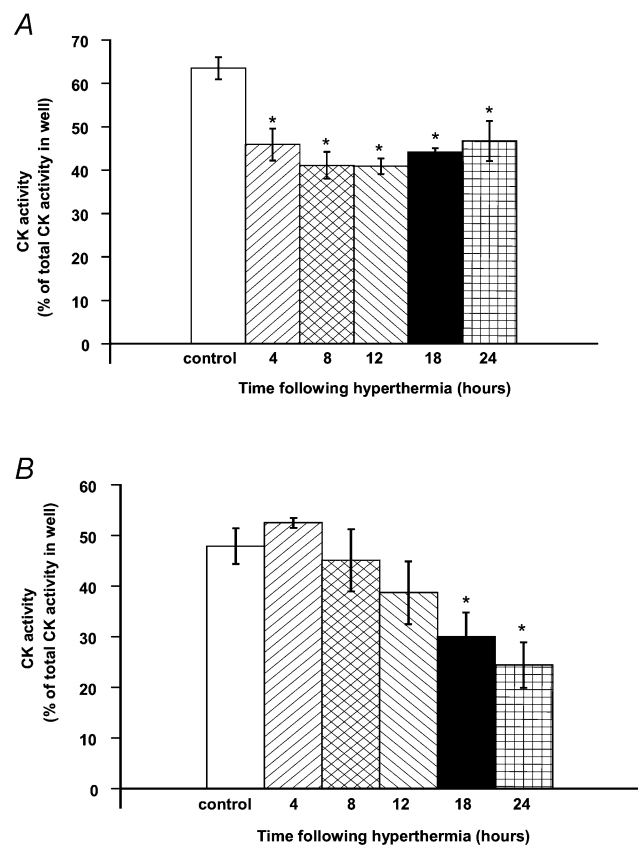 A
70
60
50
40
30
20
10
0
CK activity
(% of total CK activity in well)
* * * * *
control 4 8 12 18 24
Time following hyperthermia (hours)
B
60
50
40
30
20
10
0
CK activity
(% of total CK activity in well)
* *
control 4 8 12 18 24
Time following hyperthermia (hours)